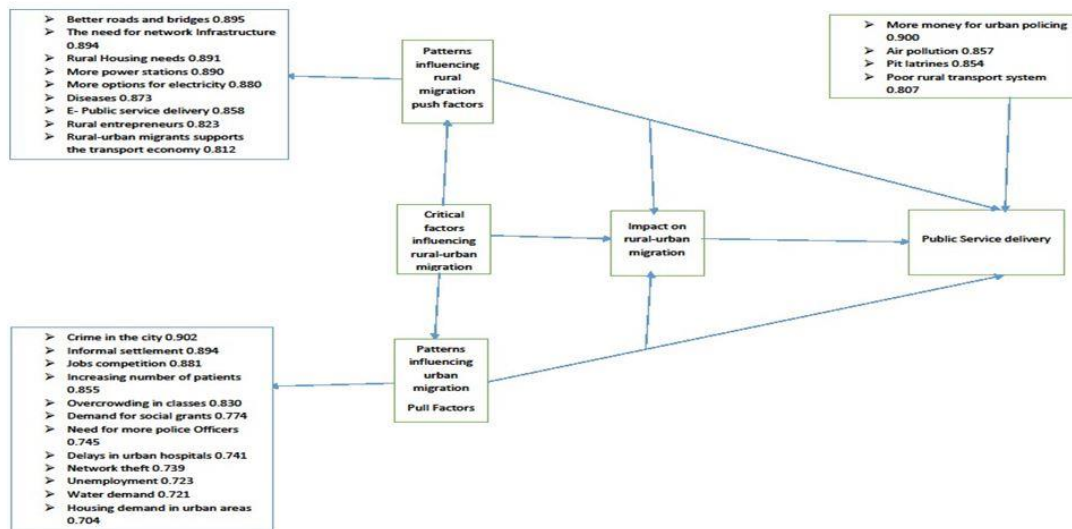 Better roads and bridges 0.895
The need for network Infrastructure
0.894
Rural Housing needs 0.891
More power stations 0.890
More options for electricity 0.880
Diseases 0.873
E- Public service delivery 0.858
Rural entrepreneurs 0.823
Rural-urban migrants supports
the transport economy 0.812
Patterns
influencing
rural
migration
push factors
More money for urban policing
0.900
Air pollution 0.857
Pit latrines 0.854
Poor rural transport system
0.807
Critical
factors
influencing
rural-urban
migration
Impact on
rural-urban
migration
Public Service delivery
Crime in the city 0.902
Informal settlement 0.894
Jobs competition 0.881
Increasing number of patients
0.855
Overcrowding in classes 0.830
Demand for social grants 0.774
Need for more police Officers
0.745
Delays in urban hospitals 0.741
Network theft 0.739
Unemployment 0.723
Water demand 0.721
Housing demand in urban areas
0.704
Patterns
influencing
urban
migration
Pull Factors